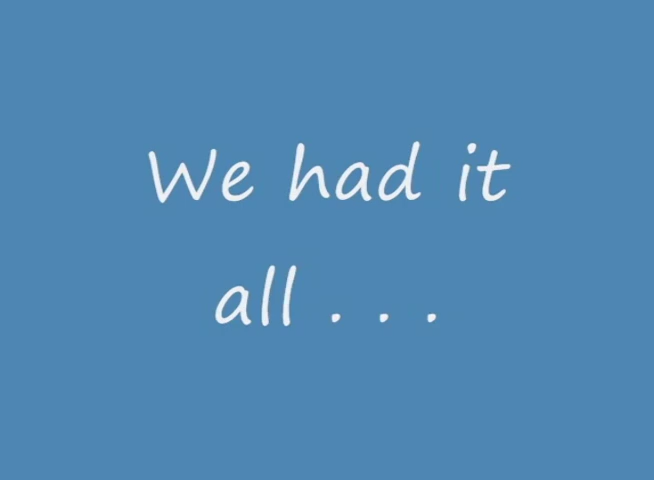 We had it
all . . .